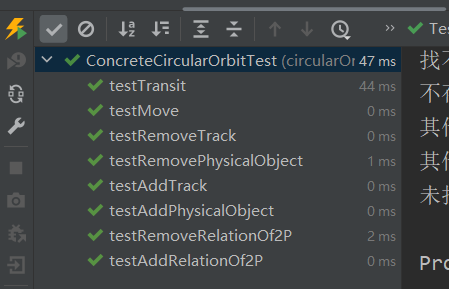 Tes
ConcreteCircularOrbitTest (circularOr 47 ms
testTransit 44 ms
testMove 0 ms
testRemoveTrack 0 ms
testRemovePhysicalObject 1 ms
testAddTrack 0 ms
testAddPhysicalObject 0 ms
testRemoveRelationOf2P 2 ms
testAddRelationOf2P 0 ms
找不
不存
其他
其他
未找
Pro